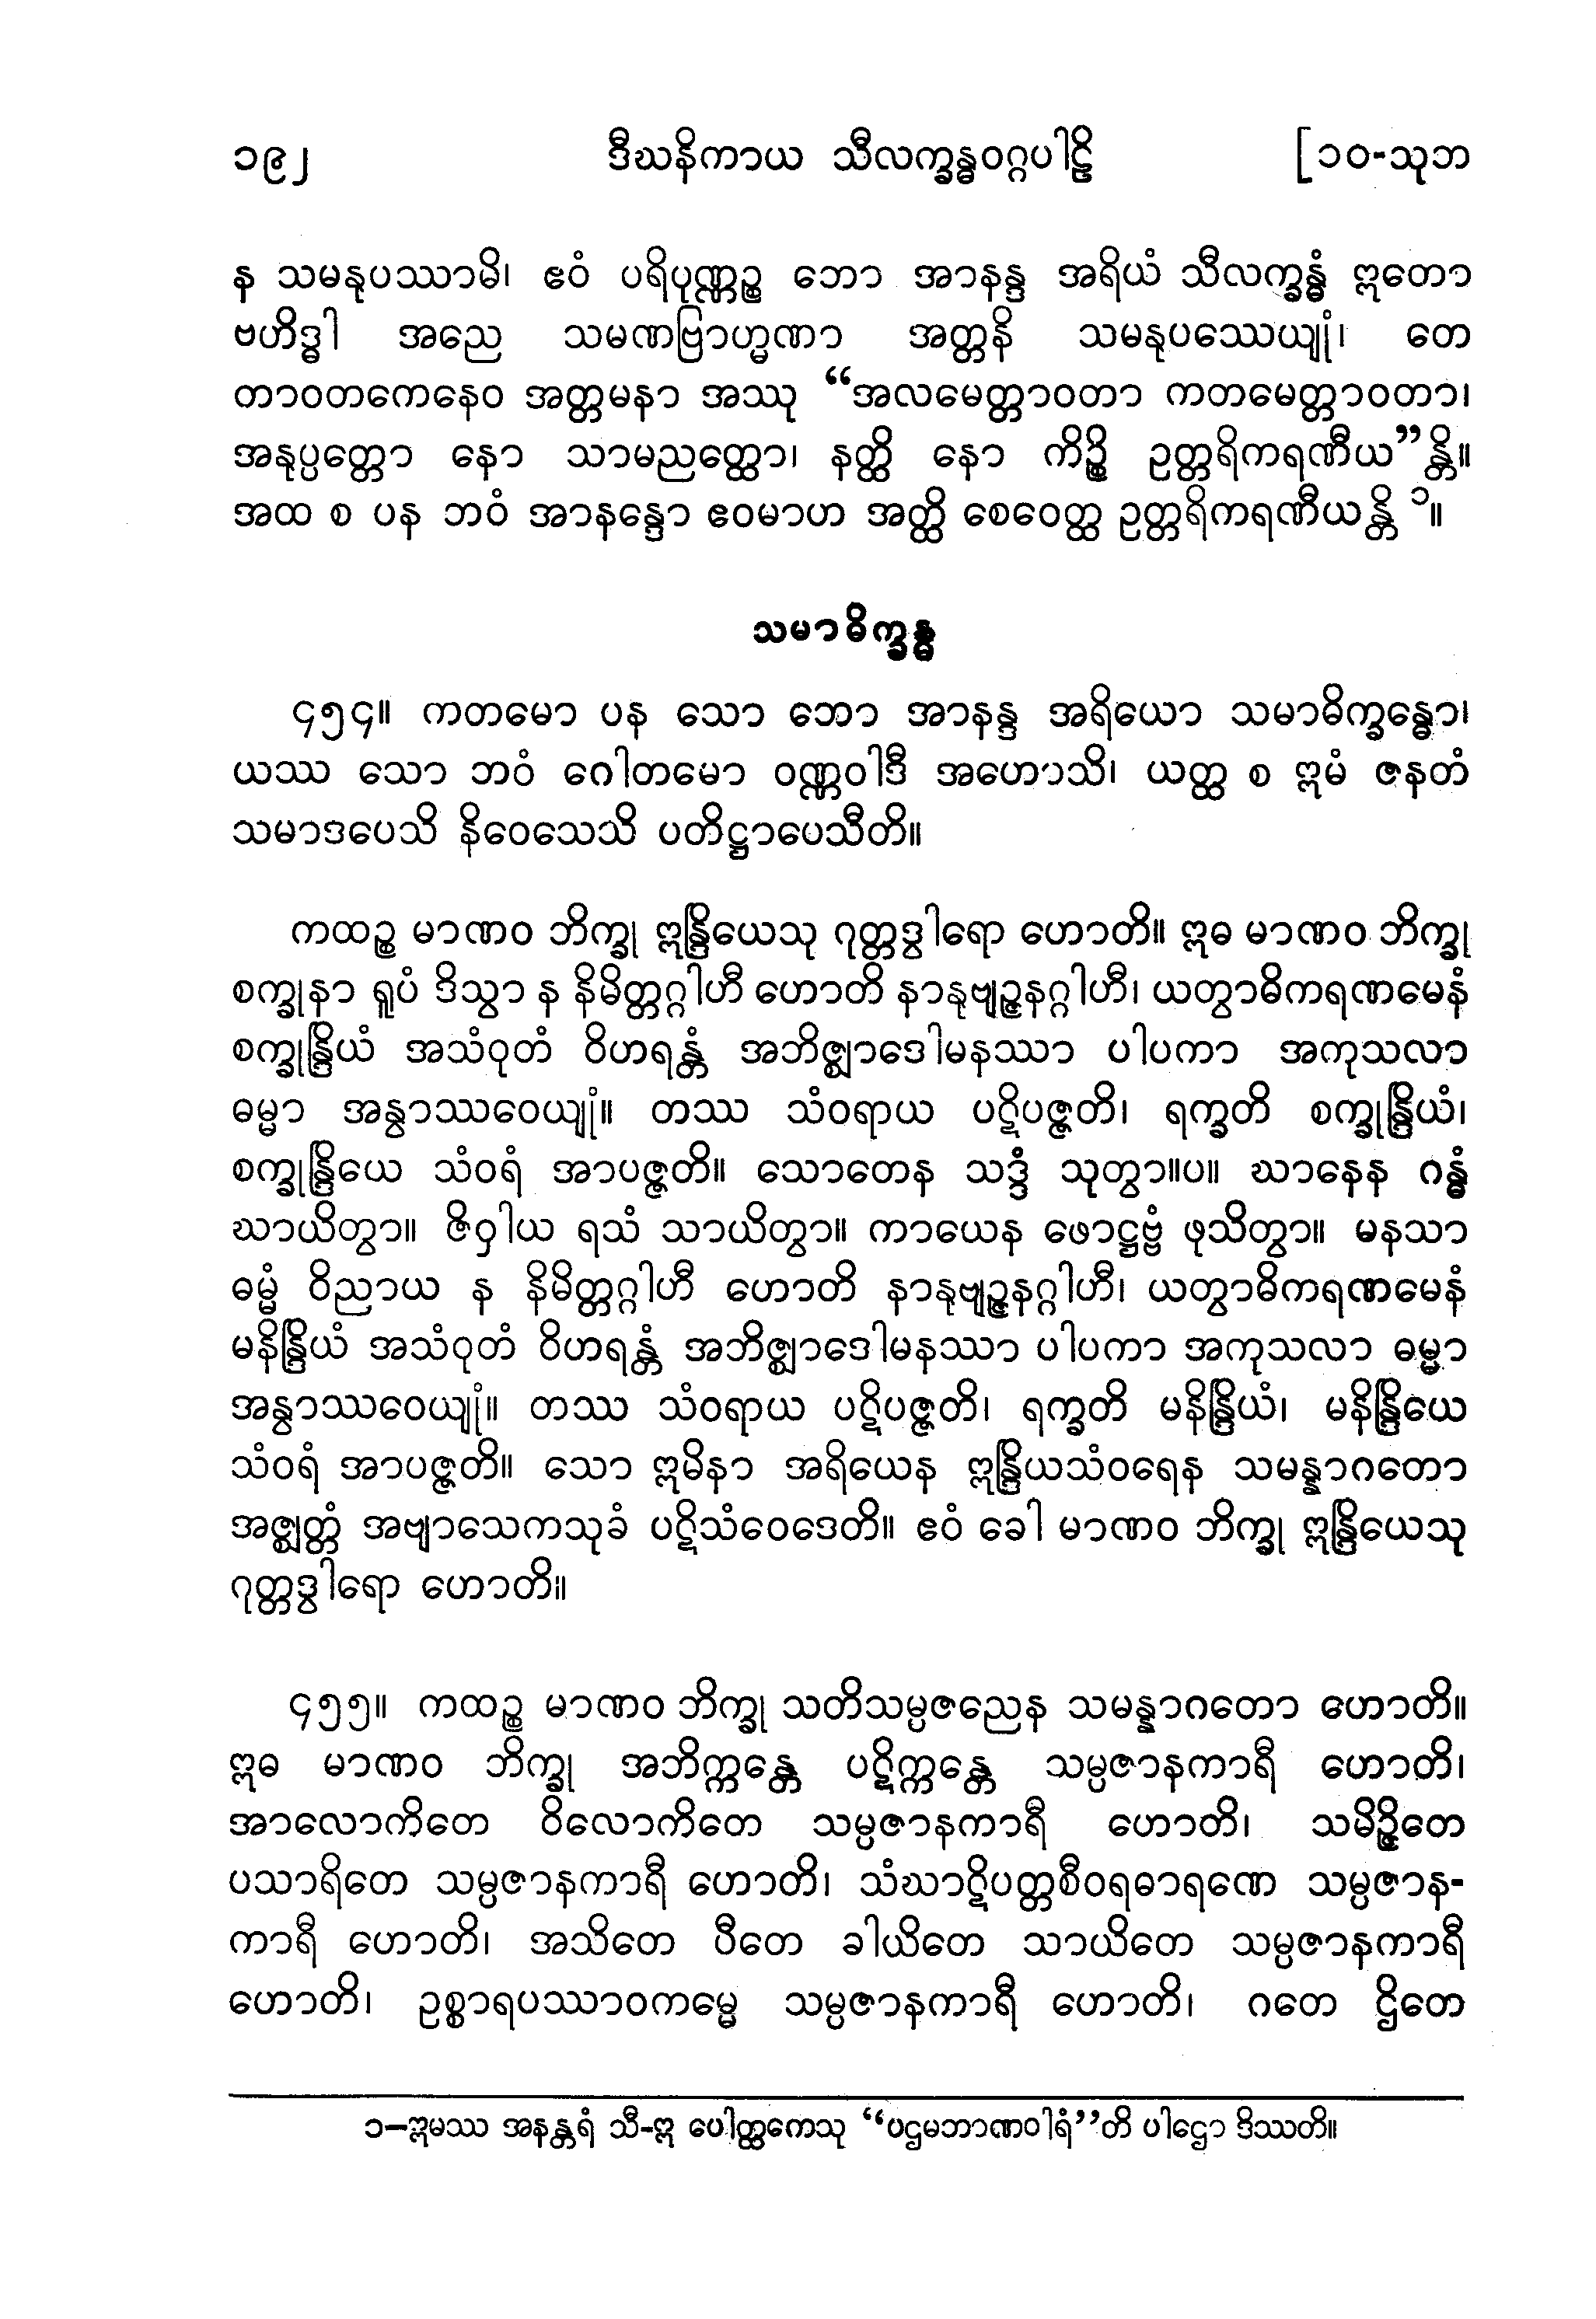 ၁၉၂ ဒီဃနိကာယ သီလက္ခန္ဓဝဂ္ဂပါဠိ [၁၀-သုဘ
န သမနုပဿာမိ၊ ဧဝံ ပရိပုဏ္ဏဉ္စ ဘော အာနန္ဒ အရိယံ သီလက္ခန္ဓံ ဣတော
ဗဟိဒ္ဓါ အညေ သမဏဗြာဟ္မဏာ အတ္တနိ သမနုပဿေယျုံ၊ တေ
တာဝတကေနေဝ အတ္တမနာ အဿု “အလမေတ္တာဝတာ ကတမေတ္တာဝတာ၊
အနုပ္ပတ္တော နော သာမညတ္ထော၊ နတ္ထိ နော ကိဉ္စိ ဥတ္တရိကရဏီယ”န္တိ။
အထ စ ပန ဘဝံ အာနန္ဒော ဧဝမာဟ အတ္ထိ စေဝေတ္ထ ဥတ္တရိကရဏီယန္တိ ၁။
သမာဓိက္ခန္ဓ
၄၅၄။ ကတမော ပန သော ဘော အာနန္ဒ အရိယော သမာဓိက္ခန္ဓော၊
ယဿ သော ဘဝံ ဂေါတမော ဝဏ္ဏဝါဒီ အဟောသိ၊ ယတ္ထ စ ဣမံ ဇနတံ
သမာဒပေသိ နိဝေသေသိ ပတိဋ္ဌာပေသီတိ။
ကထဉ္စ မာဏဝ ဘိက္ခု ဣန္ဒြိယေသု ဂုတ္တဒွါရော ဟောတိ။ ဣဓ မာဏဝ ဘိက္ခု
စက္ခုနာ ရူပံ ဒိသွာ န နိမိတ္တဂ္ဂါဟီ ဟောတိ နာနုဗျဉ္ဇနဂ္ဂါဟီ၊ ယတွာဓိကရဏမေနံ
စက္ခုန္ဒြိယံ အသံဝုတံ ဝိဟရန္တံ အဘိဇ္ဈာဒေါမနဿာ ပါပကာ အကုသလာ
ဓမ္မာ အနွာဿဝေယျုံ။ တဿ သံဝရာယ ပဋိပဇ္ဇတိ၊ ရက္ခတိ စက္ခုန္ဒြိယံ၊
စက္ခုန္ဒြိယေ သံဝရံ အာပဇ္ဇတိ။ သောတေန သဒ္ဒံ သုတွာ။ပ။ ဃာနေန ဂန္ဓံ
ဃာယိတွာ။ ဇိဝှါယ ရသံ သာယိတွာ။ ကာယေန ဖောဋ္ဌဗ္ဗံ ဖုသိတွာ။ မနသာ
ဓမ္မံ ဝိညာယ န နိမိတ္တဂ္ဂါဟီ ဟောတိ နာနုဗျဉ္ဇနဂ္ဂါဟီ၊ ယတွာဓိကရဏမေနံ
မနိန္ဒြိယံ အသံဝုတံ ဝိဟရန္တံ အဘိဇ္ဈာဒေါမနဿာ ပါပကာ အကုသလာ ဓမ္မာ
အနွာဿဝေယျုံ။ တဿ သံဝရာယ ပဋိပဇ္ဇတိ၊ ရက္ခတိ မနိန္ဒြိယံ၊ မနိန္ဒြိယေ
သံဝရံ အာပဇ္ဇတိ။ သော ဣမိနာ အရိယေန ဣန္ဒြိယသံဝရေန သမန္နာဂတော
အဇ္ဈတ္တံ အဗျာသေကသုခံ ပဋိသံဝေဒေတိ။ ဧဝံ ခေါ မာဏဝ ဘိက္ခု ဣန္ဒြိယေသု
ဂုတ္တဒွါရော ဟောတိ။
၄၅၅။ ကထဉ္စ မာဏဝ ဘိက္ခု သတိသမ္ပဇညေန သမန္နာဂတော ဟောတိ။
ဣဓ မာဏဝ ဘိက္ခု အဘိက္ကန္တေ ပဋိက္ကန္တေ သမ္ပဇာနကာရီ ဟောတိ၊
အာလောကိတေ ဝိလောကိတေ သမ္ပဇာနကာရီ ဟောတိ၊ သမိဉ္ဇိတေ
ပသာရိတေ သမ္ပဇာနကာရီ ဟောတိ၊ သံဃာဋိပတ္တစီဝရဓာရဏေ သမ္ပဇာန-
ကာရီ ဟောတိ၊ အသိတေ ပီတေ ခါယိတေ သာယိတေ သမ္ပဇာနကာရီ
ဟောတိ၊ ဥစ္စာရပဿာဝကမ္မေ သမ္ပဇာနကာရီ ဟောတိ၊ ဂတေ ဌိတေ
၁–ဣမဿ အနန္တရံ သီ-ဣ ပေါတ္ထကေသု “ပဌမဘာဏဝါရံ”တိ ပါဌော ဒိဿတိ။